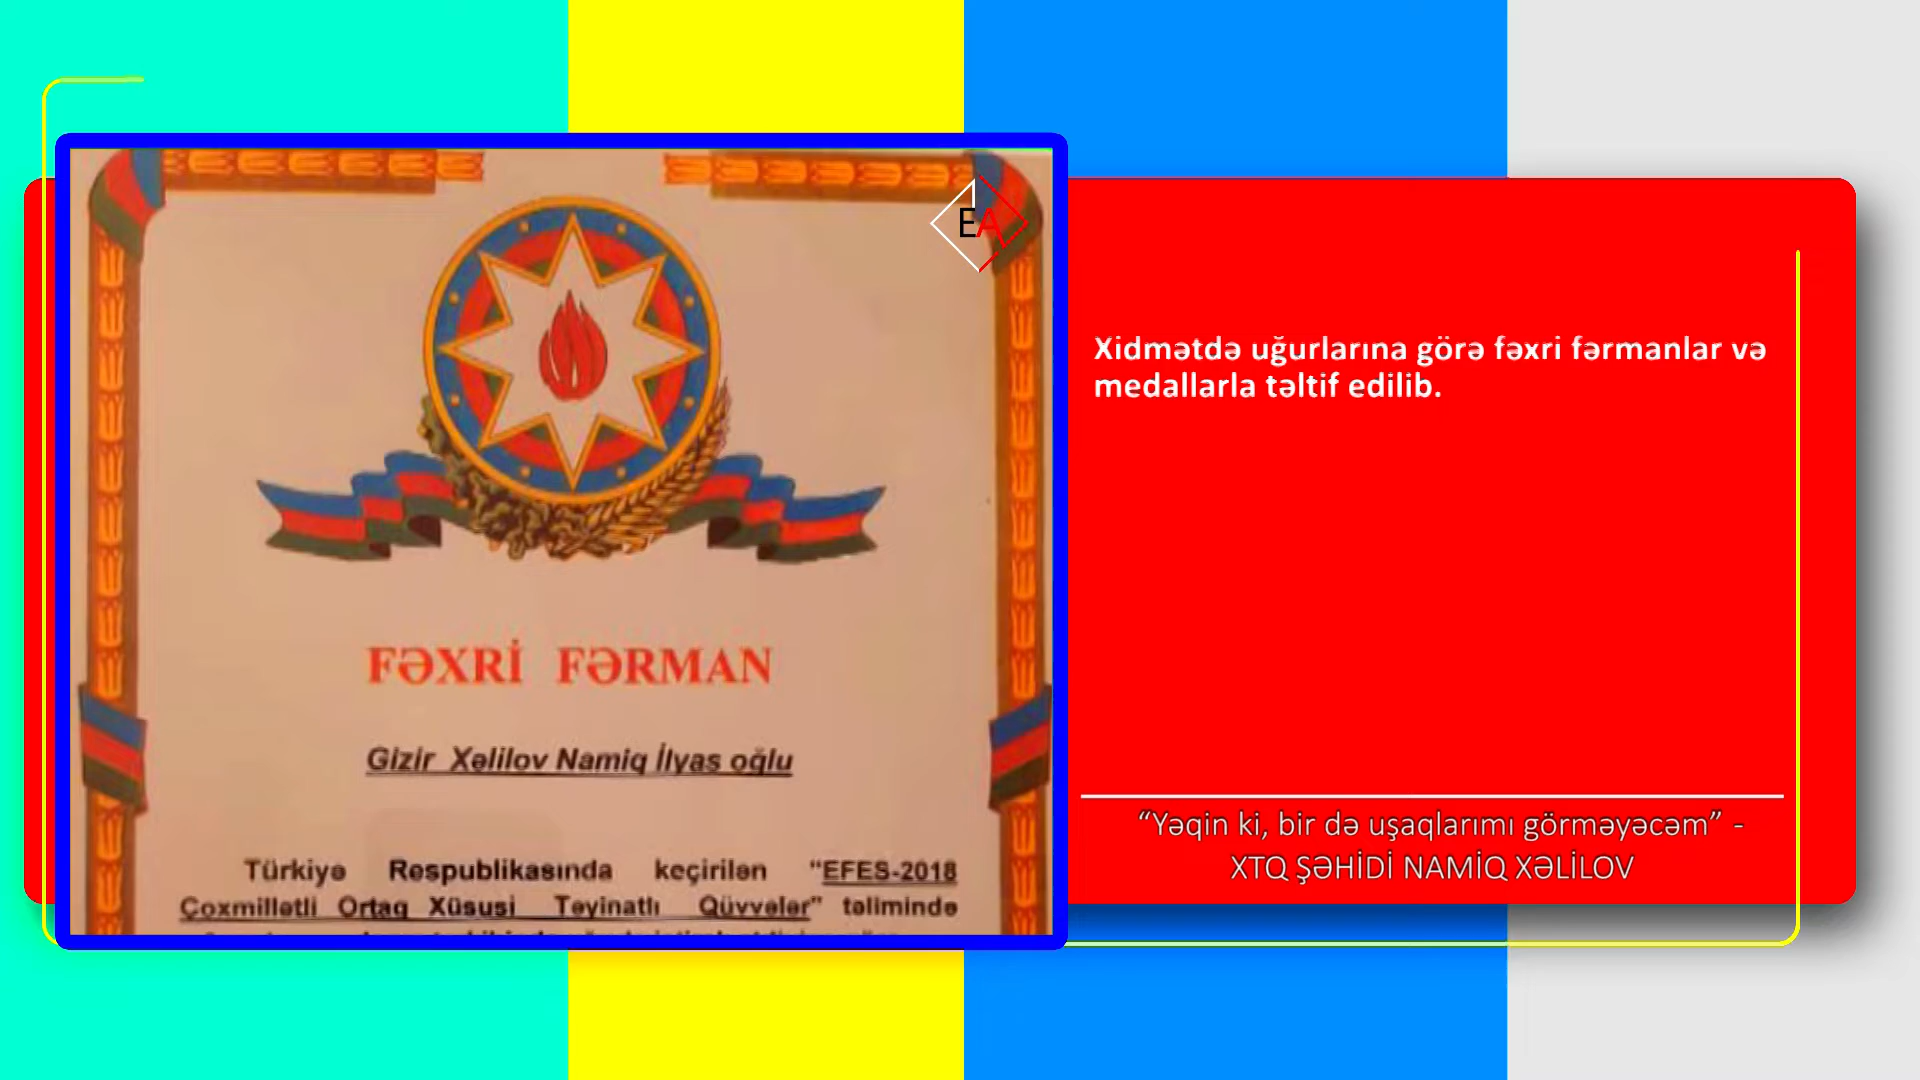 EA
FƏXRİ FƏRMAN
Gizir Xəlilov Namiq İlyas oğlu
Türkiyə Respublikasında keçirilən "EFES-2018
Çoxmillətli Ortaq Xüsusi Təyinatlı Qüvvələr" təlimində
Xidmətdə uğurlarına görə fəxri fərmanlar və
medallarla təltif edilib.
“Yəqin ki, bir də uşaqlarımı görməyəcəm” -
XTQ ŞƏHİDİ NAMİQ XƏLİLOV